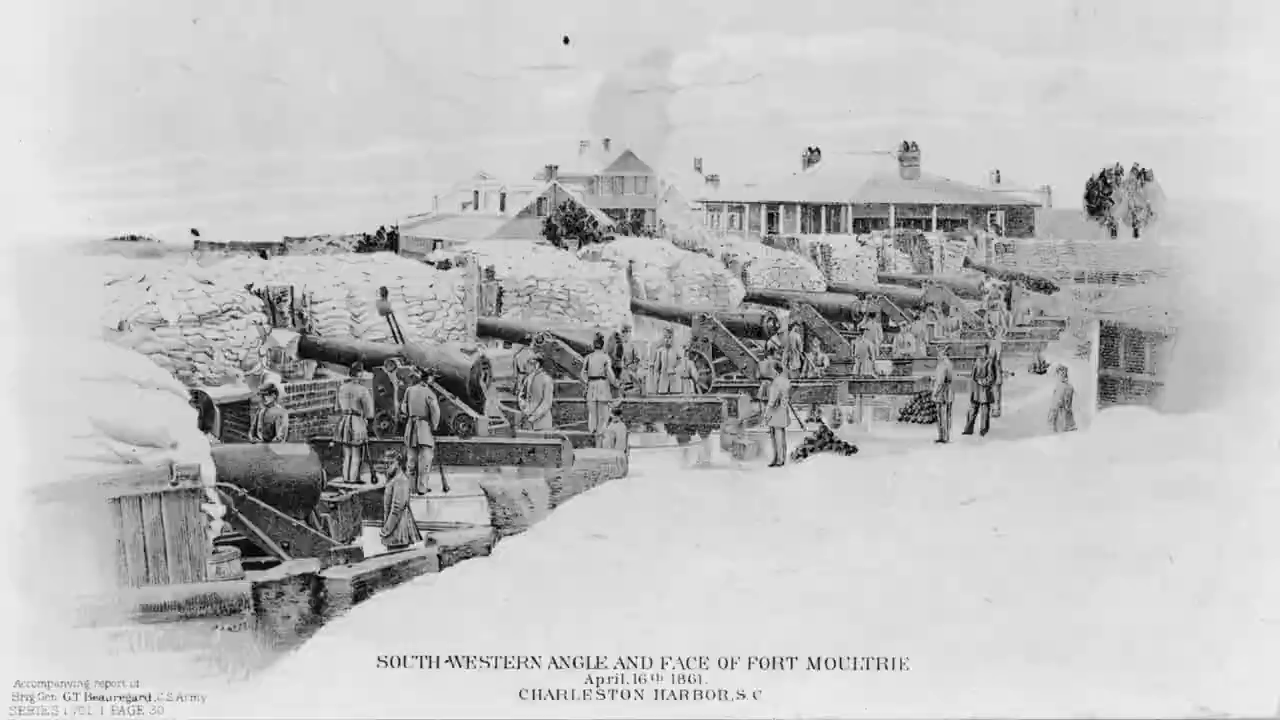 SOUTH-WESTERN ANGLE AND FACE OF FORT MOULTRIE
April, 16th 1861.
CHARLESTON HARBOR, S.C
Accompanying report of
Brig. Gen. G.T. Beauregard, C.S. Army
SERIES I VOL 1 PAGE 30